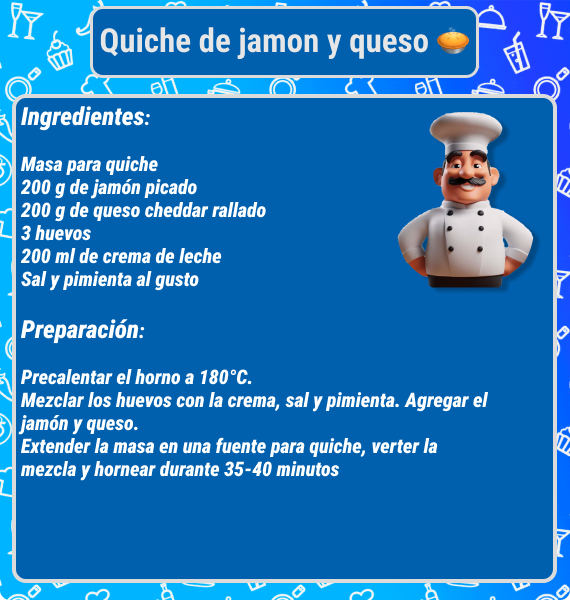 Quiche de jamon y queso
Ingredientes:
Masa para quiche
200 g de jamón picado
200 g de queso cheddar rallado
3 huevos
200 ml de crema de leche
Sal y pimienta al gusto
Preparación:
Precalentar el horno a 180°C.
Mezclar los huevos con la crema, sal y pimienta. Agregar el
jamón y queso.
Extender la masa en una fuente para quiche, verter la
mezcla y hornear durante 35-40 minutos